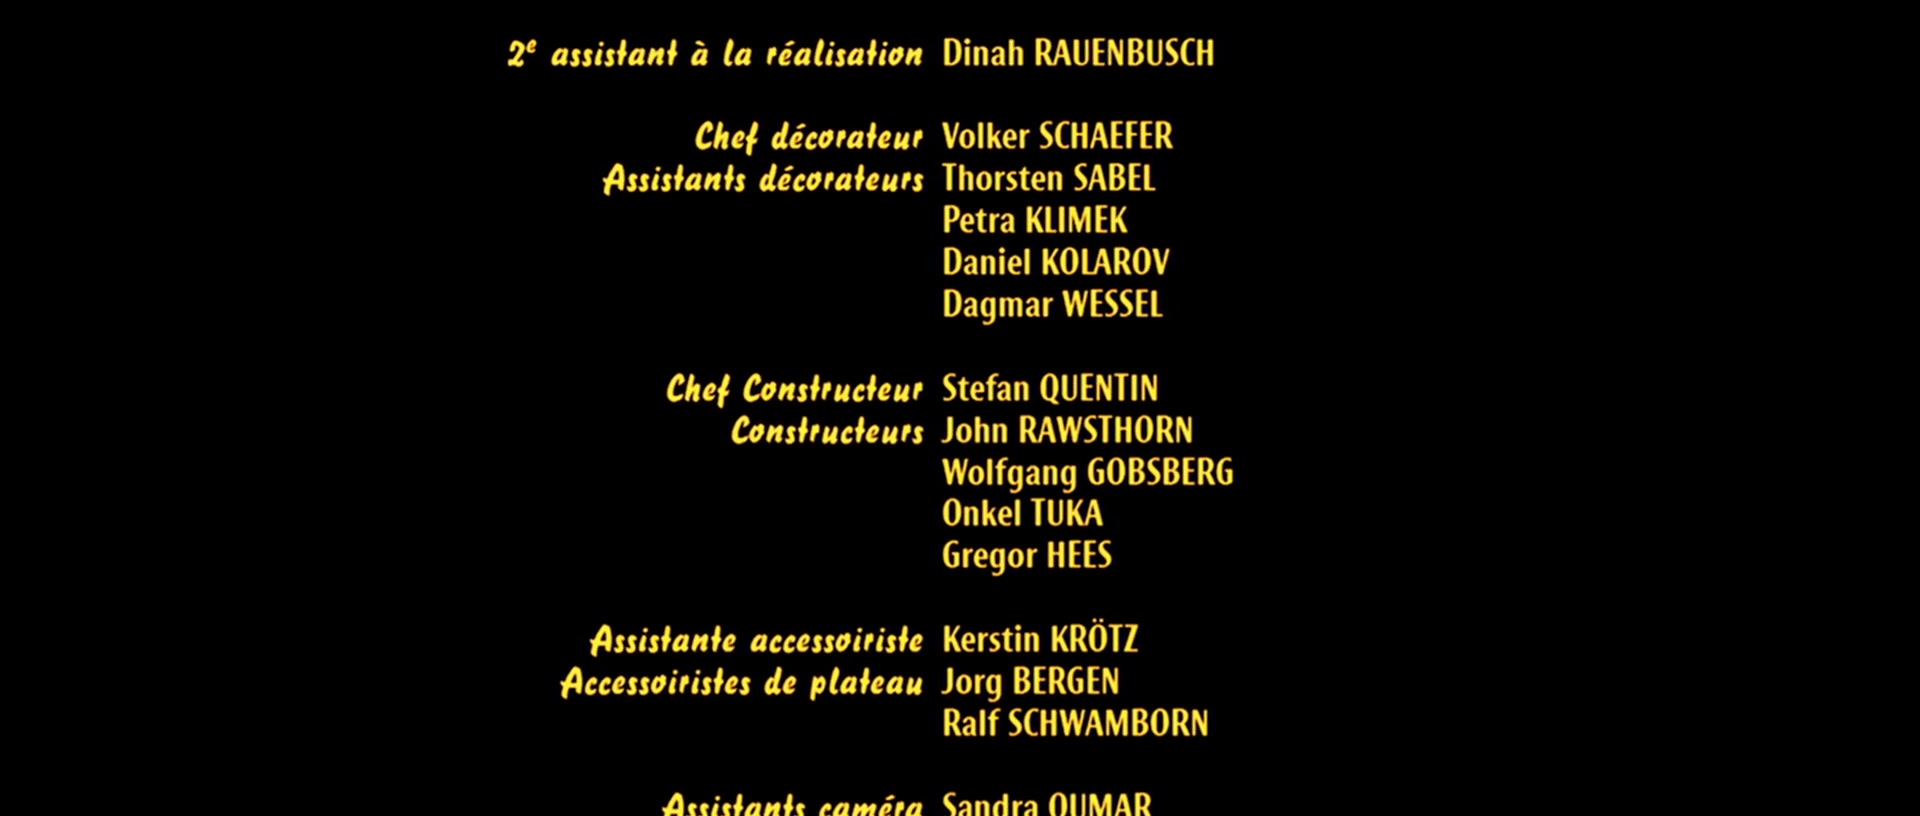 2e assistant à la réalisation Dinah RAUENBUSCH
Chef décorateur Volker SCHAEFER
Assistants décorateurs Thorsten SABEL
Petra KLIMEK
Daniel KOLAROV
Dagmar WESSEL
Chef Constructeur Stefan QUENTIN
Constructeurs John RAWSTHORN
Wolfgang GOBSBERG
Onkel TUKA
Gregor HEES
Assistante accessoiriste Kerstin KRÖTZ
Accessoiristes de plateau Jorg BERGEN
Ralf SCHWAMBORN
Assistants caméra Sandra OUMAR